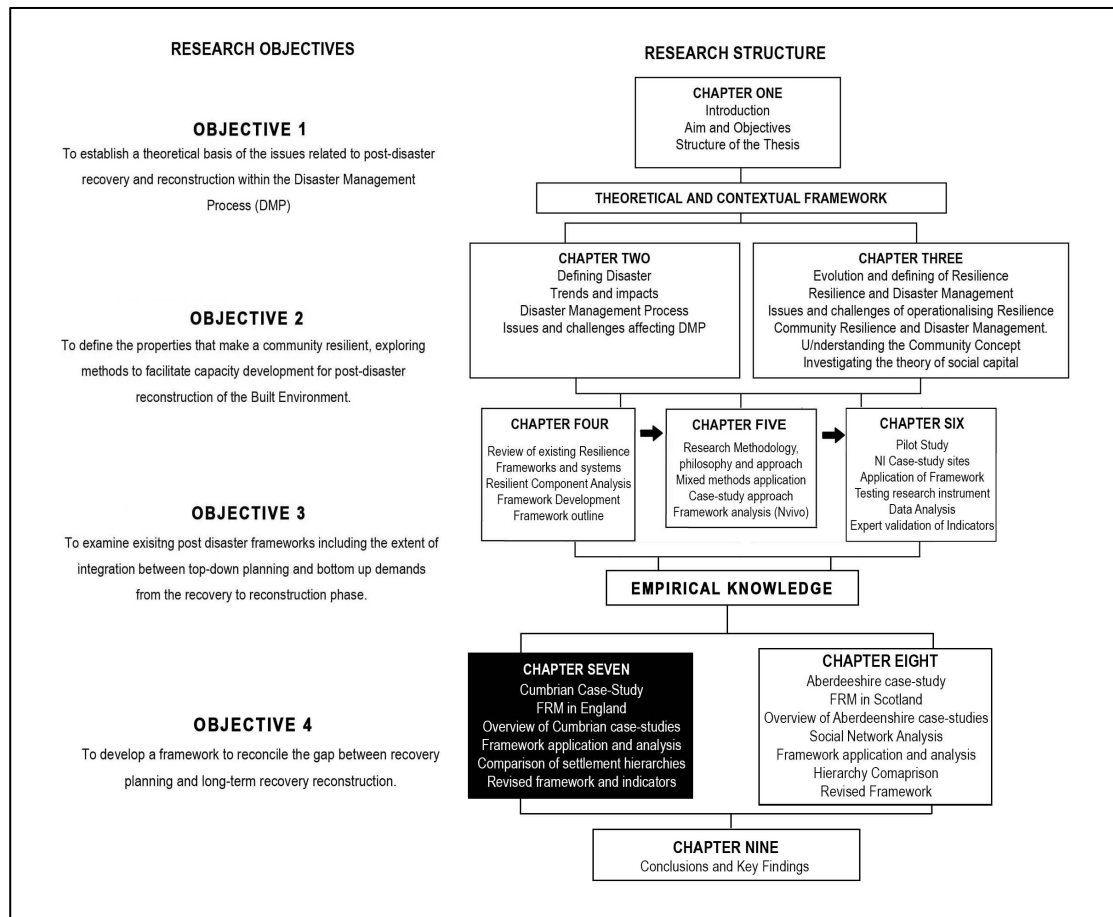 RESEARCH OBJECTIVES
OBJECTIVE 1
To establish a theoretical basis of the issues related to post-disaster
recovery and reconstruction within the Disaster Management
Process (DMP)
OBJECTIVE 2
To define the properties that make a community resilient, exploring
methods to facilitate capacity development for post-disaster
reconstruction of the Built Environment.
OBJECTIVE 3
To examine exisitng post disaster frameworks including the extent of
integration between top-down planning and bottom up demands
from the recovery to reconstruction phase.
OBJECTIVE 4
To develop a framework to reconcile the gap between recovery
planning and long-term recovery reconstruction.
RESEARCH STRUCTURE
CHAPTER ONE
Introduction
Aim and Objectives
Structure of the Thesis
THEORETICAL AND CONTEXTUAL FRAMEWORK
CHAPTER TWO
Defining Disaster
Trends and impacts
Disaster Management Process
Issues and challenges affecting DMP
CHAPTER THREE
Evolution and defining of Resilience
Resilience and Disaster Management
Issues and challenges of operationalising Resilience
Community Resilience and Disaster Management.
U/nderstanding the Community Concept
Investigating the theory of social capital
CHAPTER FOUR
Review of existing Resilience
Frameworks and systems
Resilient Component Analysis
Framework Development
Framework outline
CHAPTER FIVE
Research Methodology,
philosophy and approach
Mixed methods application
Case-study approach
Framework analysis (Nvivo)
CHAPTER SIX
Pilot Study
NI Case-study sites
Application of Framework
Testing research instrument
Data Analysis
Expert validation of Indicators
EMPIRICAL KNOWLEDGE
CHAPTER SEVEN
Cumbrian Case-Study
FRM in England
Overview of Cumbrian case-studies
Framework application and analysis
Comparison of settlement hierarchies
Revised framework and indicators
CHAPTER EIGHT
Aberdeeshire case-study
FRM in Scotland
Overview of Aberdeenshire case-studies
Social Network Analysis
Framework application and analysis
Hierarchy Comaprison
Revised Framework
CHAPTER NINE
Conclusions and Key Findings